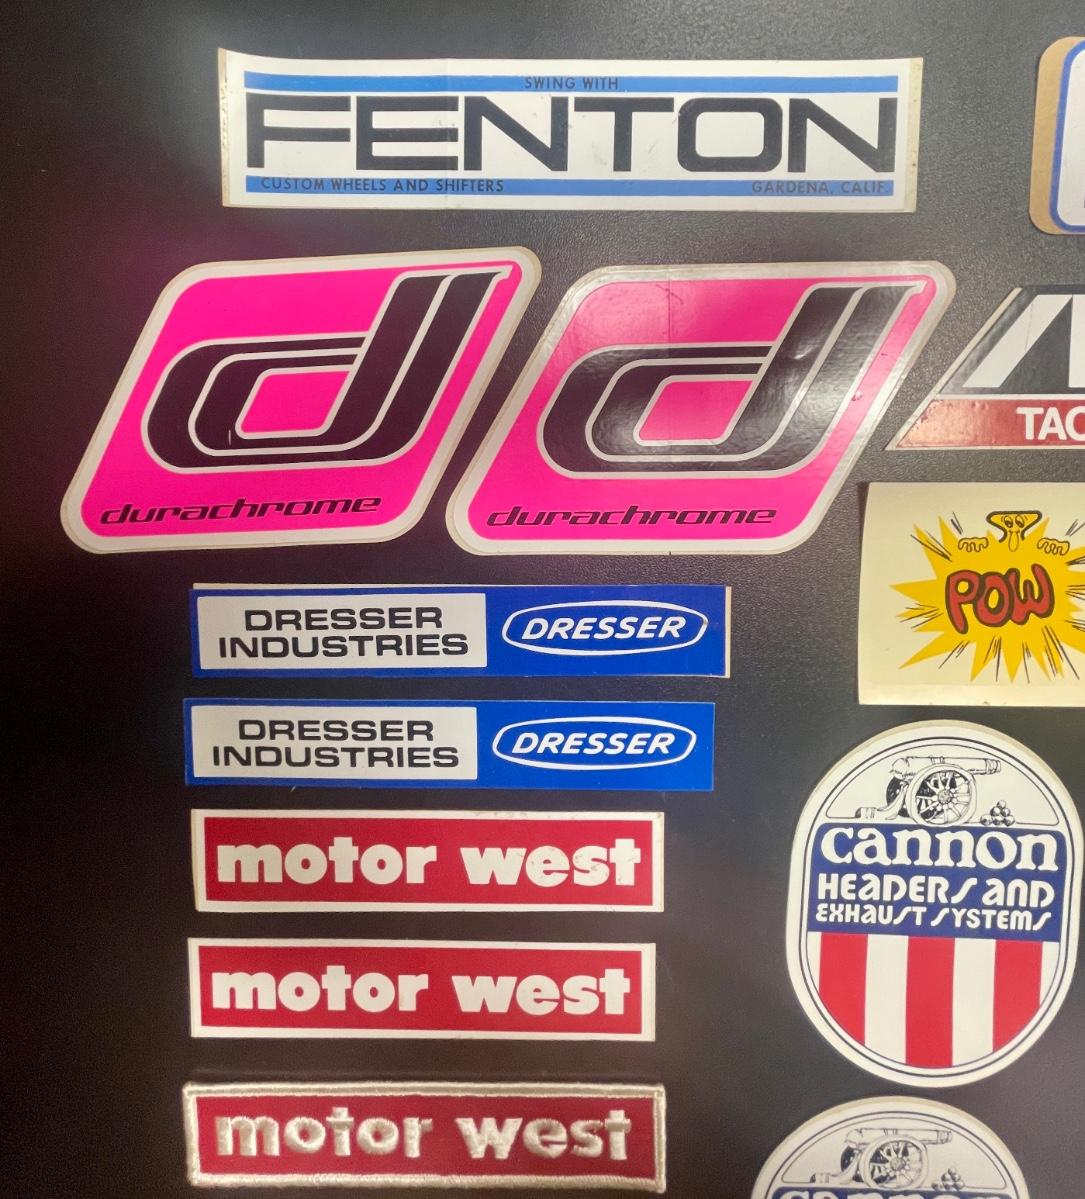 SWING WITH
FENTON
CUSTOM WHEELS AND SHIFTERS
GARDENA, CALIF.
d
durachrome
d
durachrome
TAC
POW
DRESSER
INDUSTRIES
DRESSER
DRESSER
INDUSTRIES
DRESSER
motor west
cannon
HEADERS AND
EXHAUST SYSTEMS
motor west
motor west